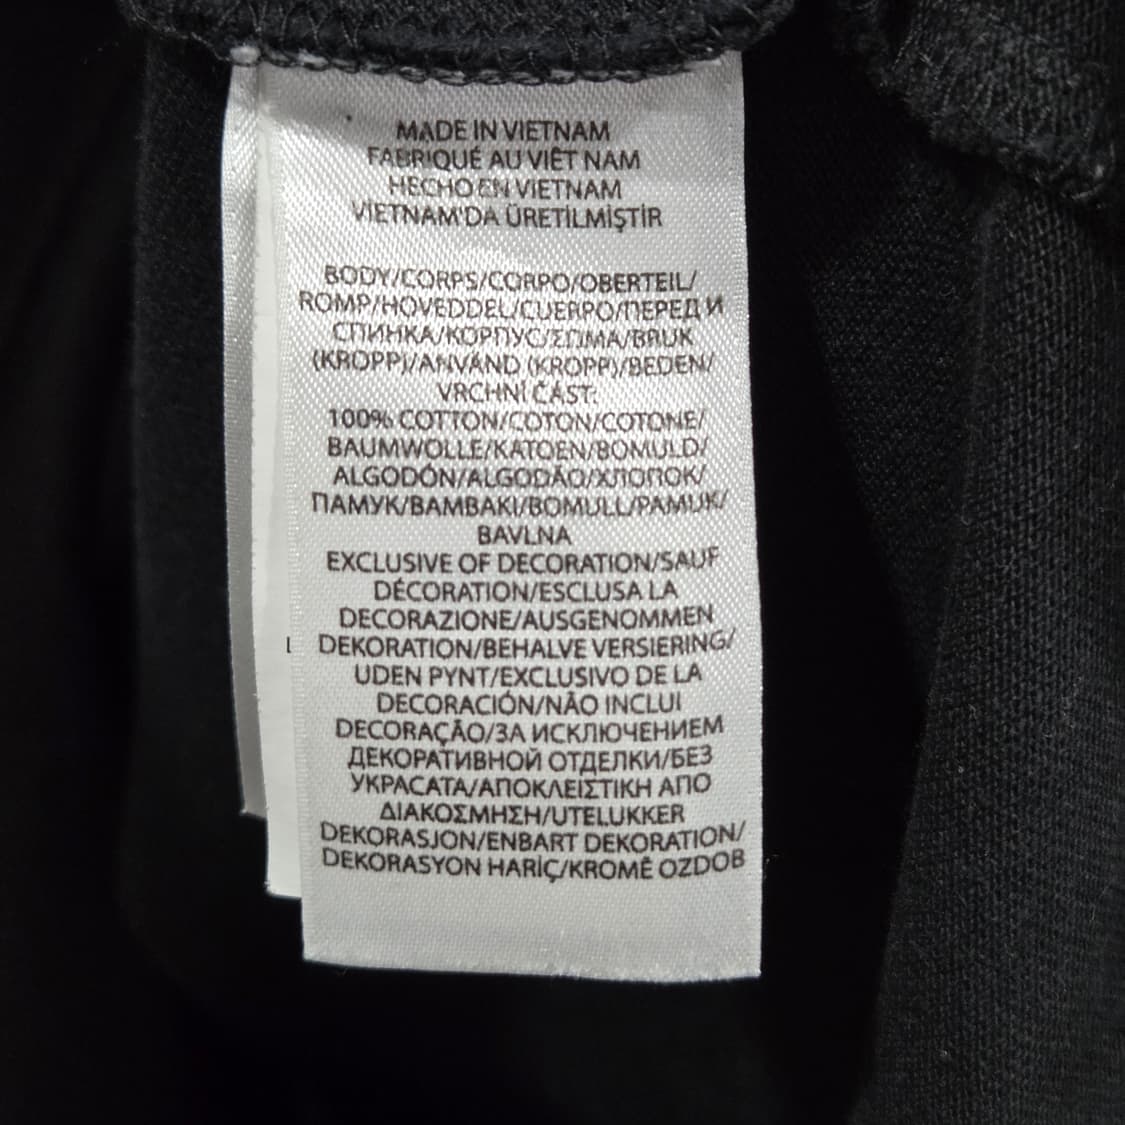 MADE IN VIETNAM
FABRIQUÉ AU VIÊT NAM
HECHO EN VIETNAM
VIETNAM'DA ÜRETİLMİŞTİR
BODY/CORPS/CORPO/OBERTEIL/
ROMP/HOVEDDEL/CUERPO/ПЕРЕД И
СПИНКА/КОРПУС/ΣΩΜΑ/BRUK
(KROPP)/ANVÄND (KROPP)/BEDEN/
VRCHNÍ ČÁST:
100% COTTON/COTON/COTONE/
BAUMWOLLE/KATOEN/BOMULD/
ALGODÓN/ALGODÃO/ХЛОПОК/
ПАМУК/BAMBAKI/BOMULL/PAMUK/
BAVLNA
EXCLUSIVE OF DECORATION/SAUF
DÉCORATION/ESCLUSA LA
DECORAZIONE/AUSGENOMMEN
DEKORATION/BEHALVE VERSIERING/
UDEN PYNT/EXCLUSIVO DE LA
DECORACIÓN/NÃO INCLUI
DECORAÇÃO/ЗА ИСКЛЮЧЕНИЕМ
ДЕКОРАТИВНОЙ ОТДЕЛКИ/БЕЗ
УКРАСАТА/ΑΠΟΚΛΕΙΣΤΙΚΗ ΑΠΟ
ΔΙΑΚΟΣΜΗΣΗ/UTELUKKER
DEKORASJON/ENBART DEKORATION/
DEKORASYON HARİÇ/KROMĚ OZDOB